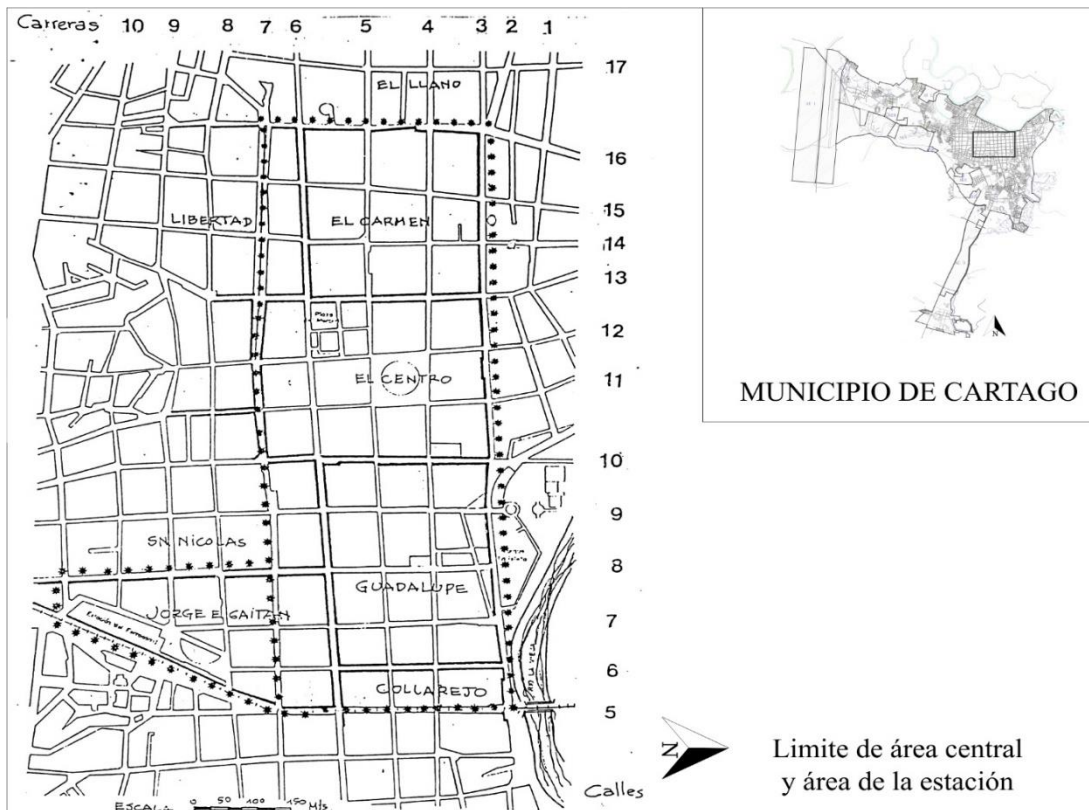 Carreras 10 9 8 7 6 5 4 3 2 1
17
EL LLANO
16
15
LIBERTAD EL CARMEN
14
13
Plaza
12
EL CENTRO 11
10
9
SN NICOLAS
8
GUADALUPE
JORGE E GAITAN 7
6
COLLAREJO
5
Calles
ESCALA 0 50 100 150 Mts
MUNICIPIO DE CARTAGO
N
N
Limite de área central
y área de la estación